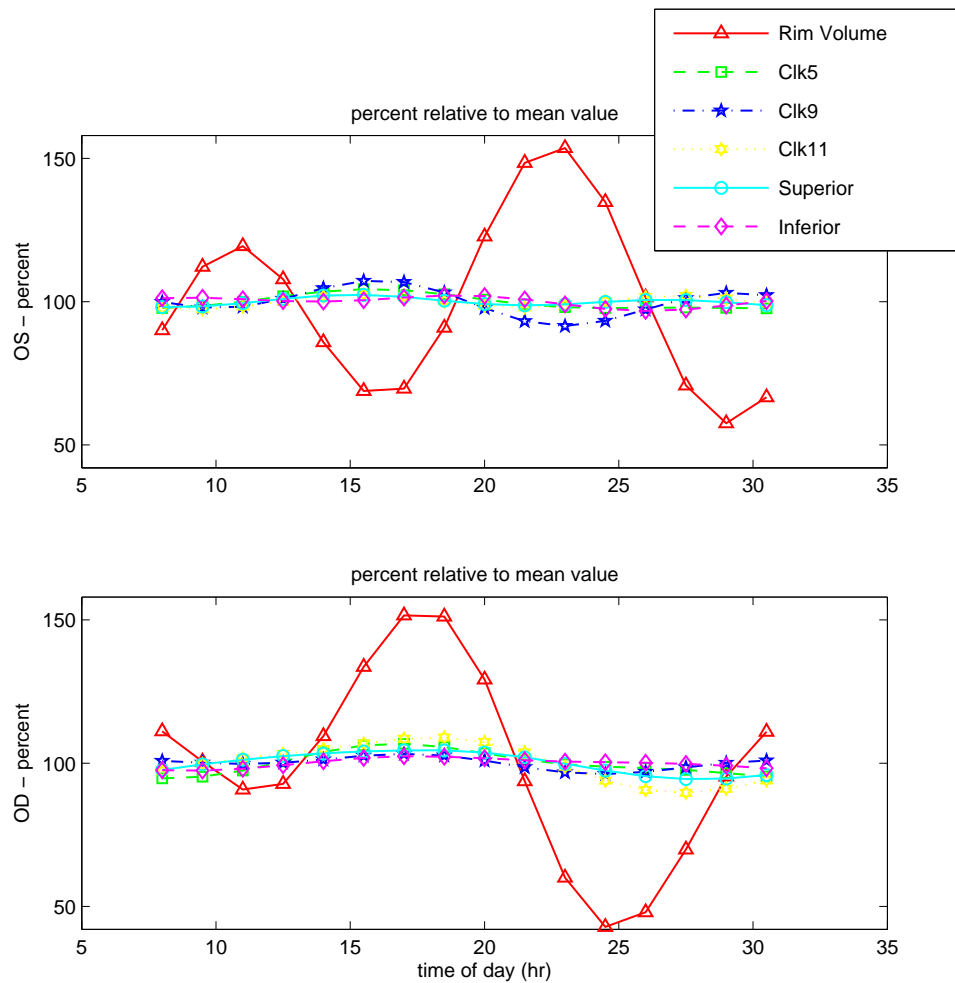 Rim Volume
Clk5
Clk9
Clk11
Superior
Inferior
percent relative to mean value
150
100
50
OS – percent
5 10 15 20 25 30 35
percent relative to mean value
150
100
50
OD – percent
5 10 15 20 25 30 35
time of day (hr)